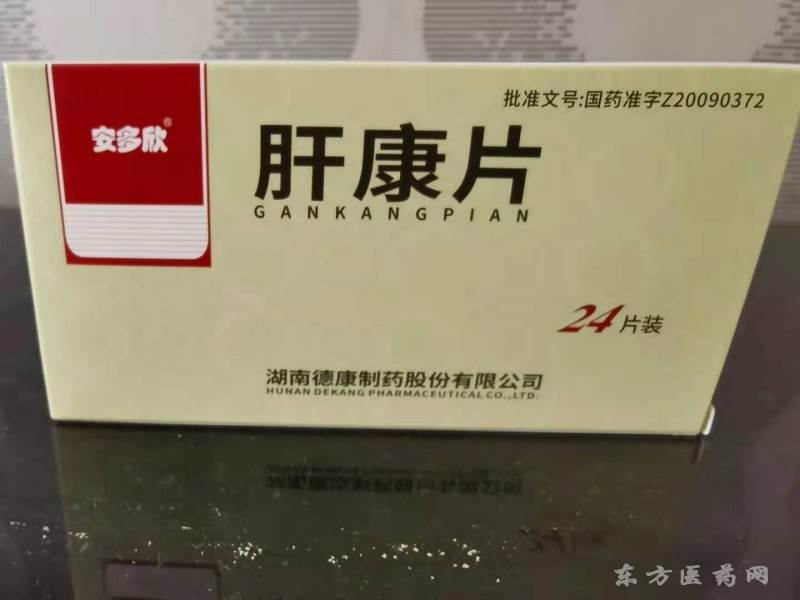 批准文号:国药准字Z20090372
安多欣®
肝康片
GANKANGPIAN
24片装
湖南德康制药股份有限公司
HUNAN DEKANG PHARMACEUTICAL CO.,LTD.
东方医药网